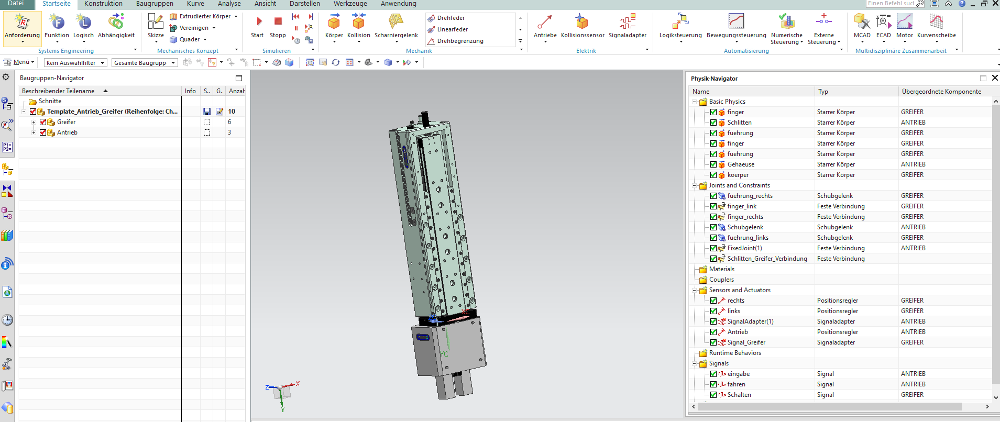 Datei Startseite Konstruktion Baugruppen Kurve Analyse Ansicht Darstellen Werkzeuge Anwendung Einen Befehl suc
Anforderung Funktion Logisch Abhängigkeit
Systems Engineering
Skizze Extrudierter Körper
Vereinigen
Quader
Mechanisches Konzept
Start Stopp
Simulieren
Körper Kollision Scharniergelenk
Drehfeder
Linearfeder
Drehbegrenzung
Mechanik
Antriebe Kollisionssensor Signaladapter
Elektrik
Logiksteuerung Bewegungssteuerung Numerische Steuerung Externe Steuerung
Automatisierung
MCAD ECAD Motor Kurvenscheibe
Multidisziplinäre Zusammenarbeit
Menü Kein Auswahlfilter Gesamte Baugrupp
Baugruppen-Navigator
Beschreibender Teilename Info S.. G. Anzah
Schnitte
Template_Antrieb_Greifer (Reihenfolge: Ch... 10
Greifer 6
Antrieb 3
P1=
P2=
XC
YC
Z X
Y
Physik-Navigator
Name Typ Übergeordnete Komponente
Basic Physics
finger Starrer Körper GREIFER
Schlitten Starrer Körper ANTRIEB
fuehrung Starrer Körper GREIFER
finger Starrer Körper GREIFER
fuehrung Starrer Körper GREIFER
Gehaeuse Starrer Körper ANTRIEB
koerper Starrer Körper GREIFER
Joints and Constraints
fuehrung_rechts Schubgelenk GREIFER
finger_link Feste Verbindung GREIFER
finger_rechts Feste Verbindung GREIFER
Schubgelenk Schubgelenk ANTRIEB
fuehrung_links Schubgelenk GREIFER
FixedJoint(1) Feste Verbindung ANTRIEB
Schlitten_Greifer_Verbindung Feste Verbindung
Materials
Couplers
Sensors and Actuators
rechts Positionsregler GREIFER
links Positionsregler GREIFER
SignalAdapter(1) Signaladapter ANTRIEB
Antrieb Positionsregler ANTRIEB
Signal_Greifer Signaladapter GREIFER
Runtime Behaviors
Signals
eingabe Signal ANTRIEB
fahren Signal ANTRIEB
Schalten Signal GREIFER